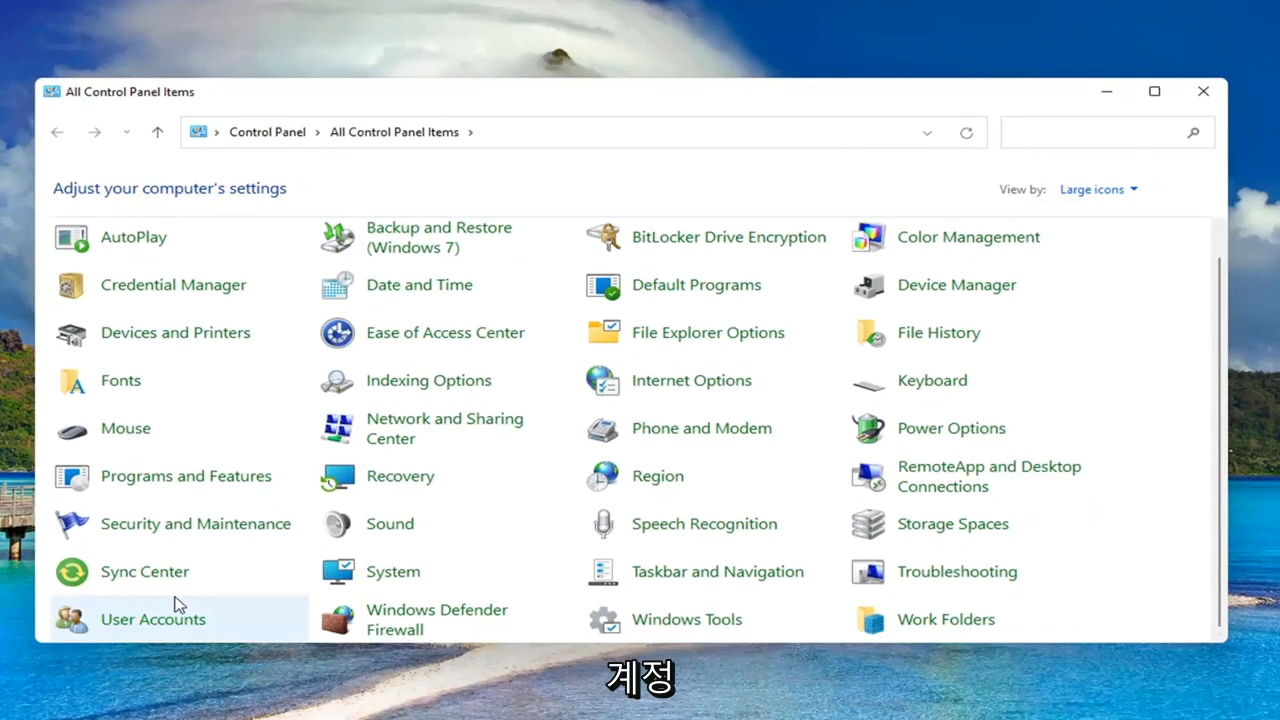 All Control Panel Items
Control Panel > All Control Panel Items >
Adjust your computer's settings
View by: Large icons
AutoPlay
Backup and Restore
(Windows 7)
BitLocker Drive Encryption
Color Management
Credential Manager
Date and Time
Default Programs
Device Manager
Devices and Printers
Ease of Access Center
File Explorer Options
File History
Fonts
Indexing Options
Internet Options
Keyboard
Mouse
Network and Sharing
Center
Phone and Modem
Power Options
Programs and Features
Recovery
Region
RemoteApp and Desktop
Connections
Security and Maintenance
Sound
Speech Recognition
Storage Spaces
Sync Center
System
Taskbar and Navigation
Troubleshooting
User Accounts
Windows Defender
Firewall
Windows Tools
Work Folders
계정